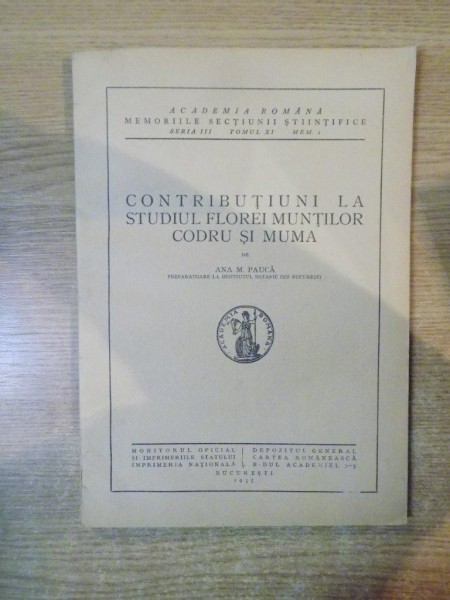 ACADEMIA ROMÂNĂ
MEMORIILE SECȚIUNII ȘTIINȚIFICE
SERIA III TOMUL XI MEM. 1
CONTRIBUȚIUNI LA
STUDIUL FLOREI MUNȚILOR
CODRU ȘI MUMA
DE
ANA M. PAUCĂ
PREPARATOARE LA INSTITUTUL BOTANIC DIN BUCUREȘTI
ACADEMIA ROMÂNĂ
MONITORUL OFICIAL
ȘI IMPRIMERIILE STATULUI
IMPRIMERIA NAȚIONALĂ
DEPOZITUL GENERAL
CARTEA ROMÂNEASCĂ
B-DUL ACADEMIEI, 3-5
BUCUREȘTI